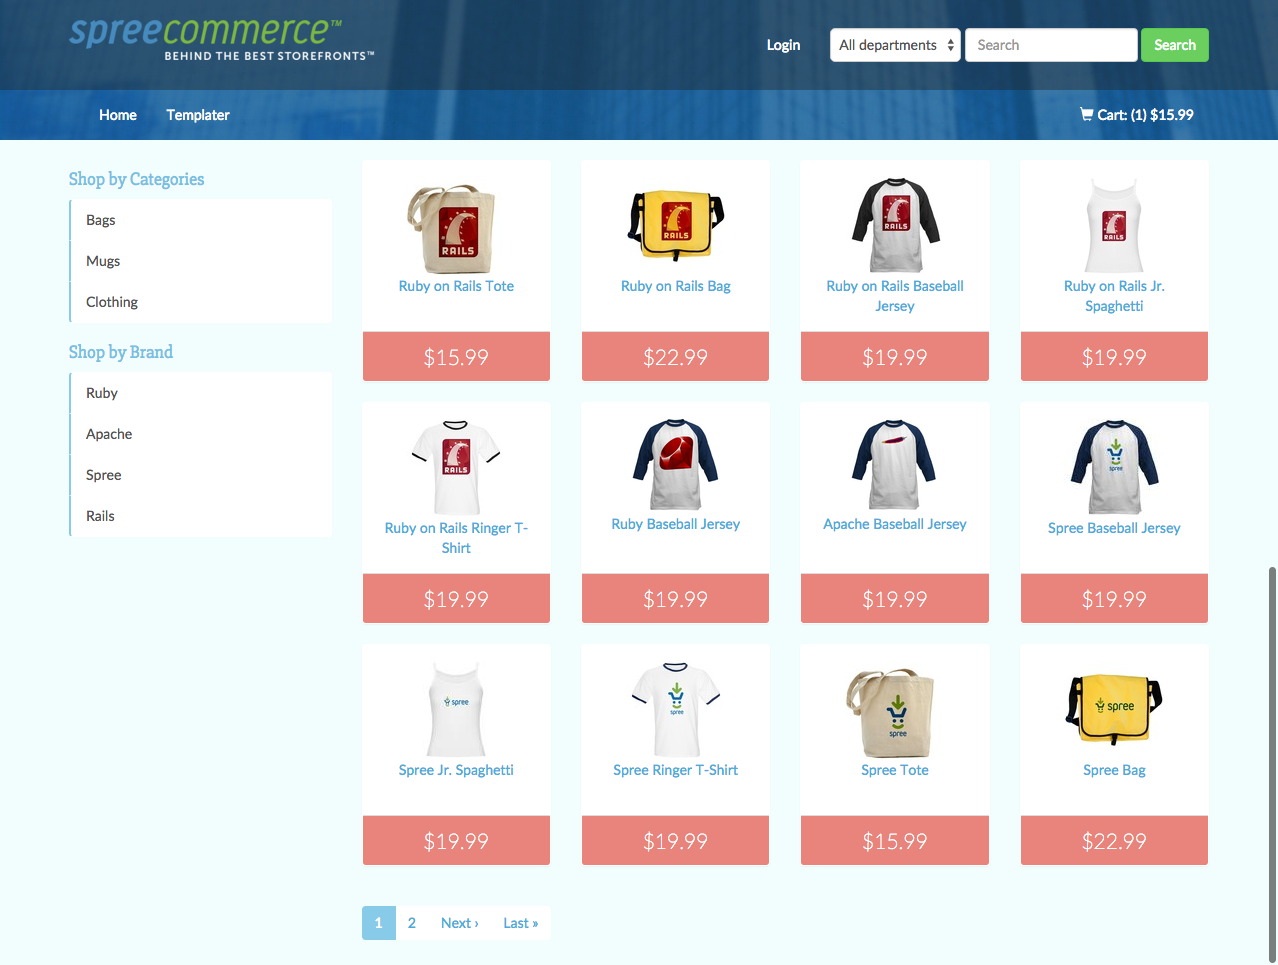 spreecommerce™
BEHIND THE BEST STOREFRONTS™
Login
All departments
Search
Search
Home
Templater
Cart: (1) $15.99
Shop by Categories
Bags
Mugs
Clothing
Shop by Brand
Ruby
Apache
Spree
Rails
RAILS
Ruby on Rails Tote
$15.99
RAILS
Ruby on Rails Bag
$22.99
RAILS
Ruby on Rails Baseball
Jersey
$19.99
RAILS
Ruby on Rails Jr.
Spaghetti
$19.99
RAILS
Ruby on Rails Ringer T-
Shirt
$19.99
Ruby Baseball Jersey
$19.99
Apache Baseball Jersey
$19.99
spree
Spree Baseball Jersey
$19.99
spree
Spree Jr. Spaghetti
$19.99
spree
Spree Ringer T-Shirt
$19.99
spree
Spree Tote
$15.99
spree
Spree Bag
$22.99
1 2 Next › Last »